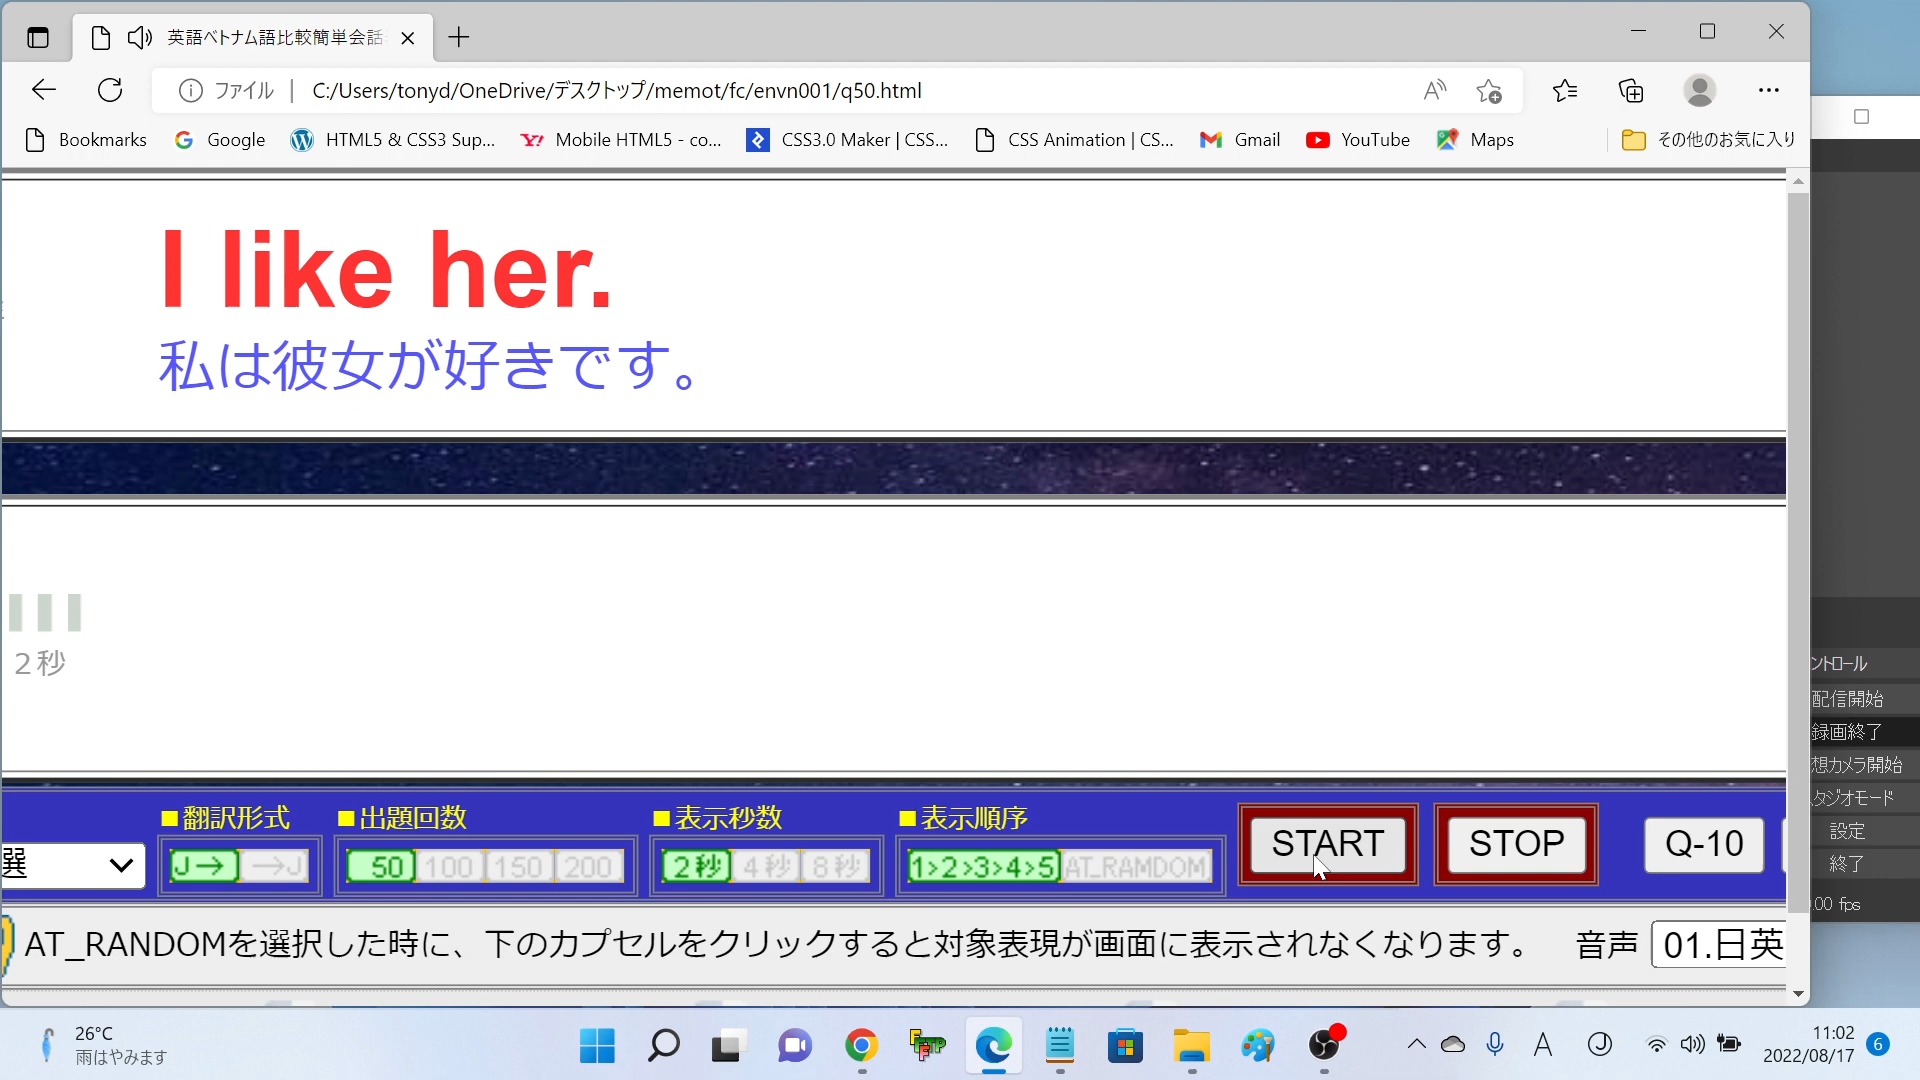 英語ベトナム語比較簡単会話
ファイル
C:/Users/tonyd/OneDrive/デスクトップ/memot/fc/envn001/q50.html
Bookmarks Google HTML5 & CSS3 Sup... Mobile HTML5 - co... CSS3.0 Maker | CSS... CSS Animation | CS... Gmail YouTube Maps その他のお気に入り
I like her.
私は彼女が好きです。
2秒
■翻訳形式 ■出題回数 ■表示秒数 ■表示順序
選 J→ →J 50 100 150 200 2秒 4秒 8秒 1>2>3>4>5 AT_RAMDOM START STOP Q-10
AT_RANDOMを選択した時に、下のカプセルをクリックすると対象表現が画面に表示されなくなります。 音声 01.日英
ントロール
配信開始
録画終了
想カメラ開始
タジオモード
設定
終了
.00 fps
26°C
雨はやみます
A
11:02
2022/08/17
6